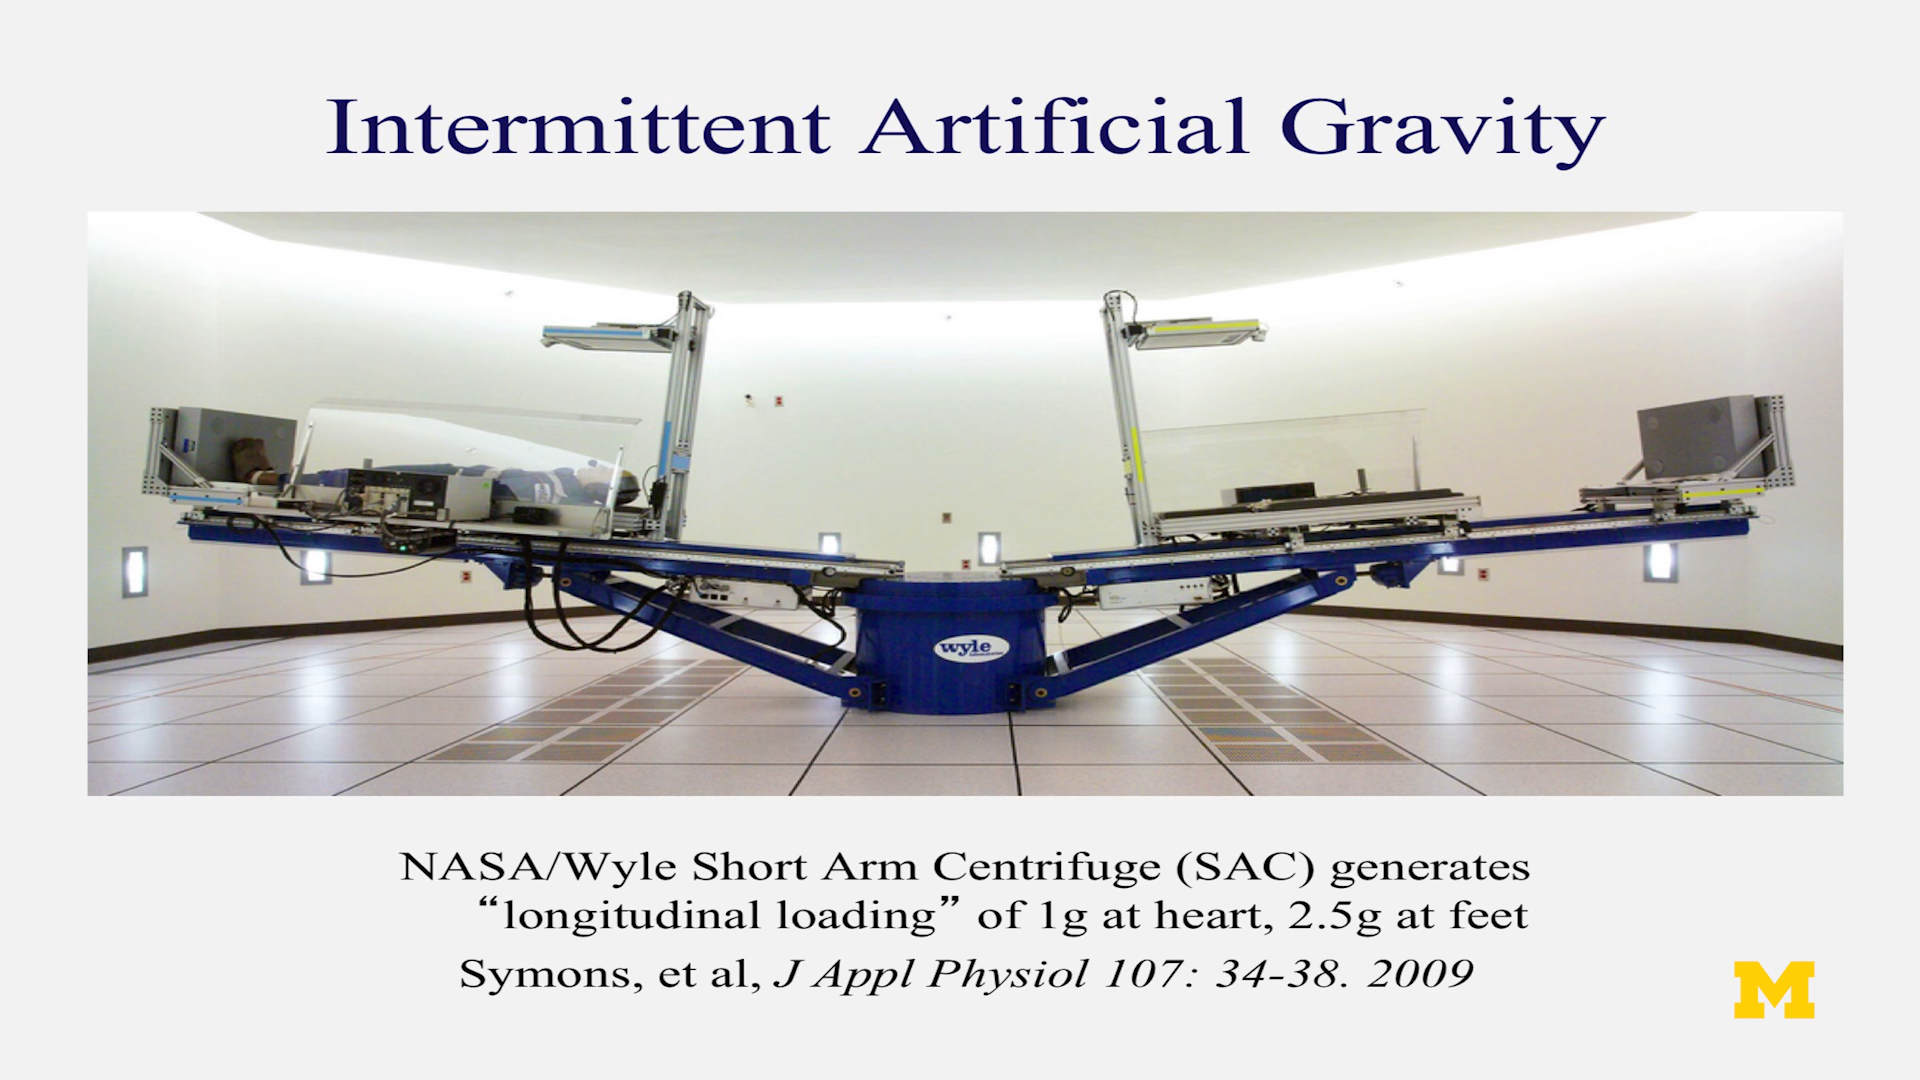 Intermittent Artificial Gravity
wyle
NASA/Wyle Short Arm Centrifuge (SAC) generates
“longitudinal loading” of 1g at heart, 2.5g at feet
Symons, et al, J Appl Physiol 107: 34-38. 2009
M